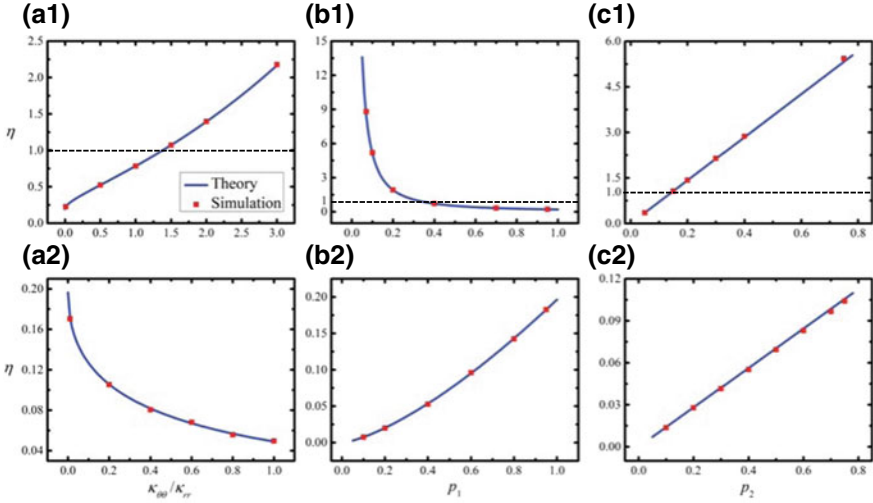 (a1) (b1) (c1)
2.5
2.0
1.5
1.0
0.5
0.0
η
0.0 0.5 1.0 1.5 2.0 2.5 3.0
Theory
Simulation
15
12
9
6
3
1
0
0.0 0.2 0.4 0.6 0.8 1.0
6.0
4.5
3.0
1.5
1.0
0.0
0.0 0.2 0.4 0.6 0.8
(a2) (b2) (c2)
0.20
0.16
0.12
0.08
0.04
η
0.0 0.2 0.4 0.6 0.8 1.0
κθθ/κrr
0.20
0.15
0.10
0.05
0.00
0.0 0.2 0.4 0.6 0.8 1.0
p1
0.12
0.09
0.06
0.03
0.00
0.0 0.2 0.4 0.6 0.8
p2